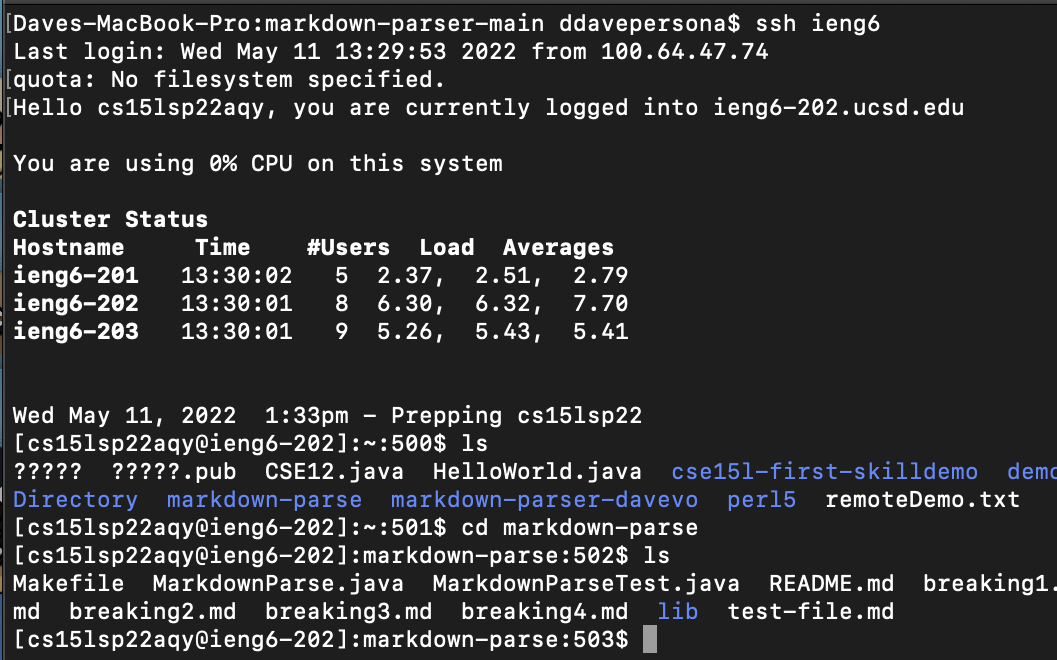 [Daves-MacBook-Pro:markdown-parser-main ddavepersona$ ssh ieng6
Last login: Wed May 11 13:29:53 2022 from 100.64.47.74
[quota: No filesystem specified.
[Hello cs15lsp22aqy, you are currently logged into ieng6-202.ucsd.edu
You are using 0% CPU on this system
Cluster Status
Hostname     Time    #Users  Load  Averages
ieng6-201   13:30:02   5  2.37,  2.51,  2.79
ieng6-202   13:30:01   8  6.30,  6.32,  7.70
ieng6-203   13:30:01   9  5.26,  5.43,  5.41
Wed May 11, 2022  1:33pm - Prepping cs15lsp22
[cs15lsp22aqy@ieng6-202]:~:500$ ls
?????  ?????.pub  CSE12.java  HelloWorld.java  cse15l-first-skilldemo  demo
Directory  markdown-parse  markdown-parser-davevo  perl5  remoteDemo.txt
[cs15lsp22aqy@ieng6-202]:~:501$ cd markdown-parse
[cs15lsp22aqy@ieng6-202]:markdown-parse:502$ ls
Makefile  MarkdownParse.java  MarkdownParseTest.java  README.md  breaking1.
md  breaking2.md  breaking3.md  breaking4.md  lib  test-file.md
[cs15lsp22aqy@ieng6-202]:markdown-parse:503$